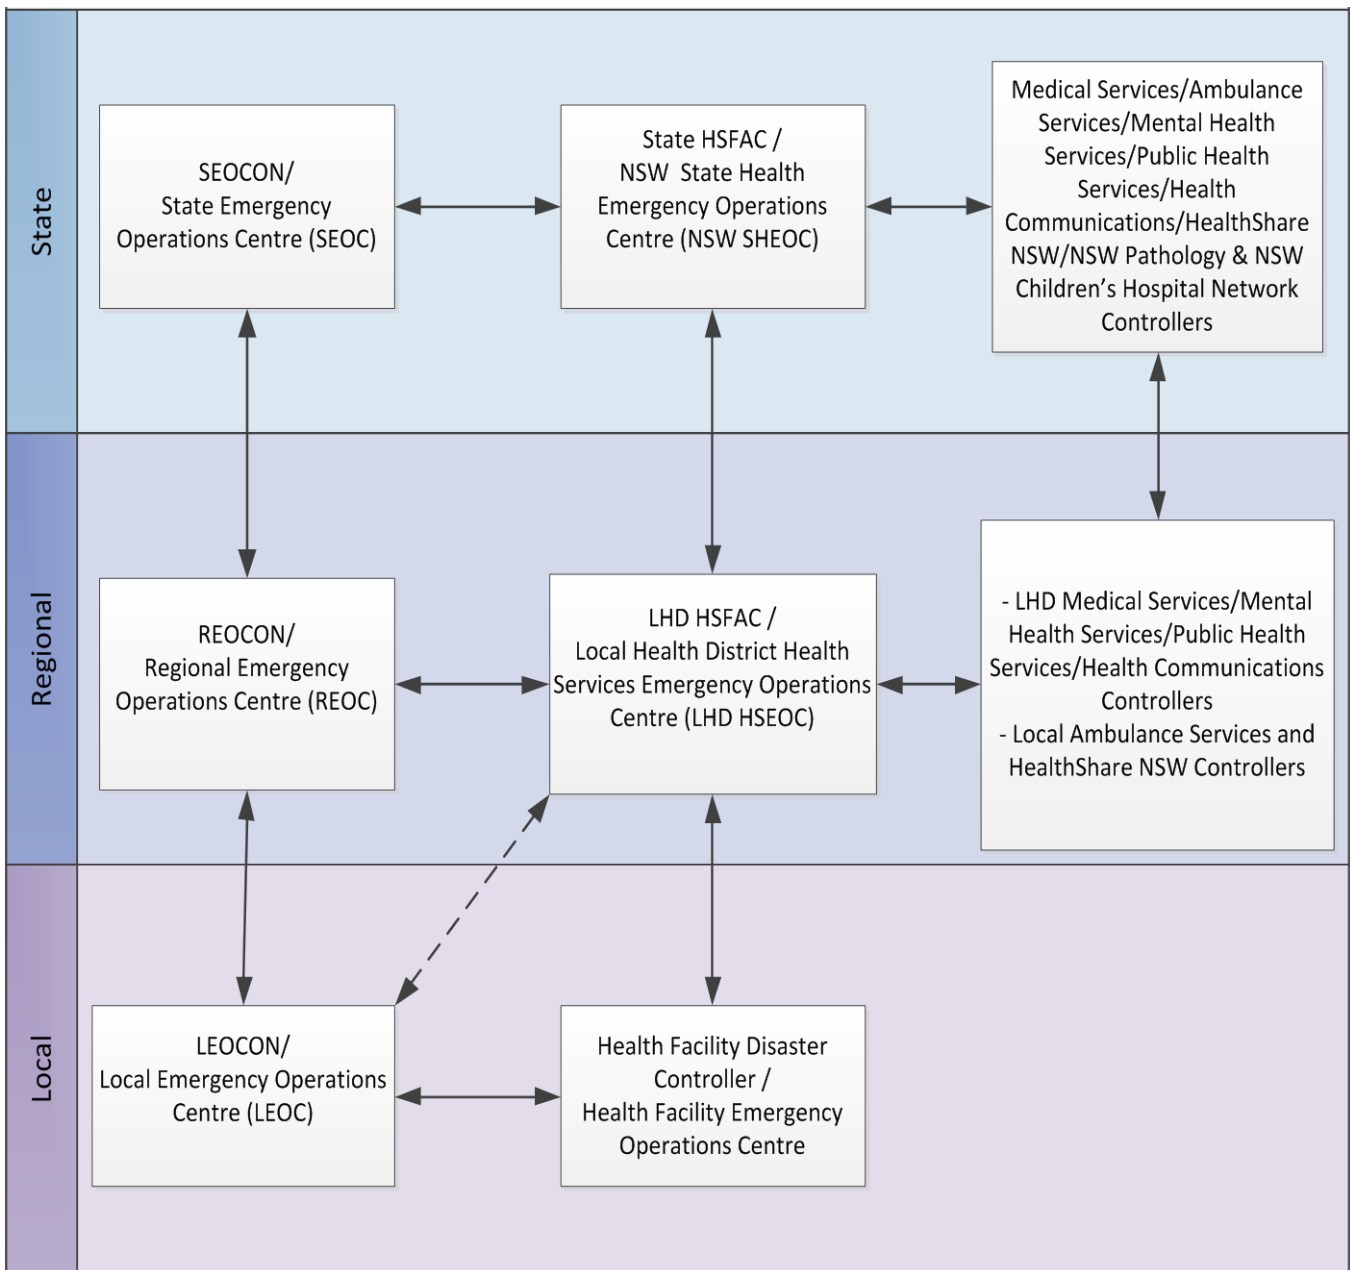 State
SEOCON/
State Emergency
Operations Centre (SEOC)
State HSFAC /
NSW State Health
Emergency Operations
Centre (NSW SHEOC)
Medical Services/Ambulance
Services/Mental Health
Services/Public Health
Services/Health
Communications/HealthShare
NSW/NSW Pathology & NSW
Children’s Hospital Network
Controllers
Regional
REOCON/
Regional Emergency
Operations Centre (REOC)
LHD HSFAC /
Local Health District Health
Services Emergency Operations
Centre (LHD HSEOC)
- LHD Medical Services/Mental
Health Services/Public Health
Services/Health Communications
Controllers
- Local Ambulance Services and
HealthShare NSW Controllers
Local
LEOCON/
Local Emergency Operations
Centre (LEOC)
Health Facility Disaster
Controller /
Health Facility Emergency
Operations Centre